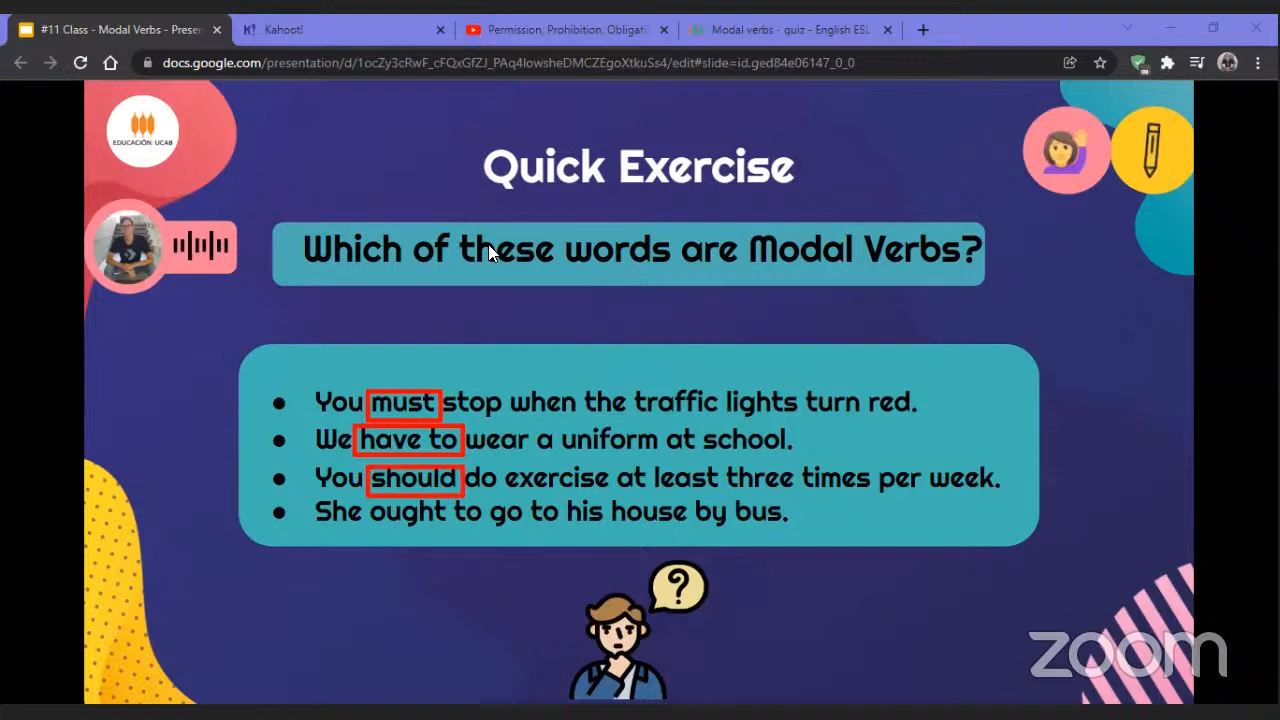 #11 Class - Modal Verbs - Presen
Kahoot!
Permission, Prohibition, Obligati
Modal verbs - quiz - English ESL
docs.google.com/presentation/d/1ocZy3cRwF_cFQxGfZJ_PAq4lowsheDMCZEgoXtkuSs4/edit#slide=id.ged84e06147_0_0
EDUCACIÓN UCAB
Quick Exercise
Which of these words are Modal Verbs?
● You must stop when the traffic lights turn red.
● We have to wear a uniform at school.
● You should do exercise at least three times per week.
● She ought to go to his house by bus.
?
zoom